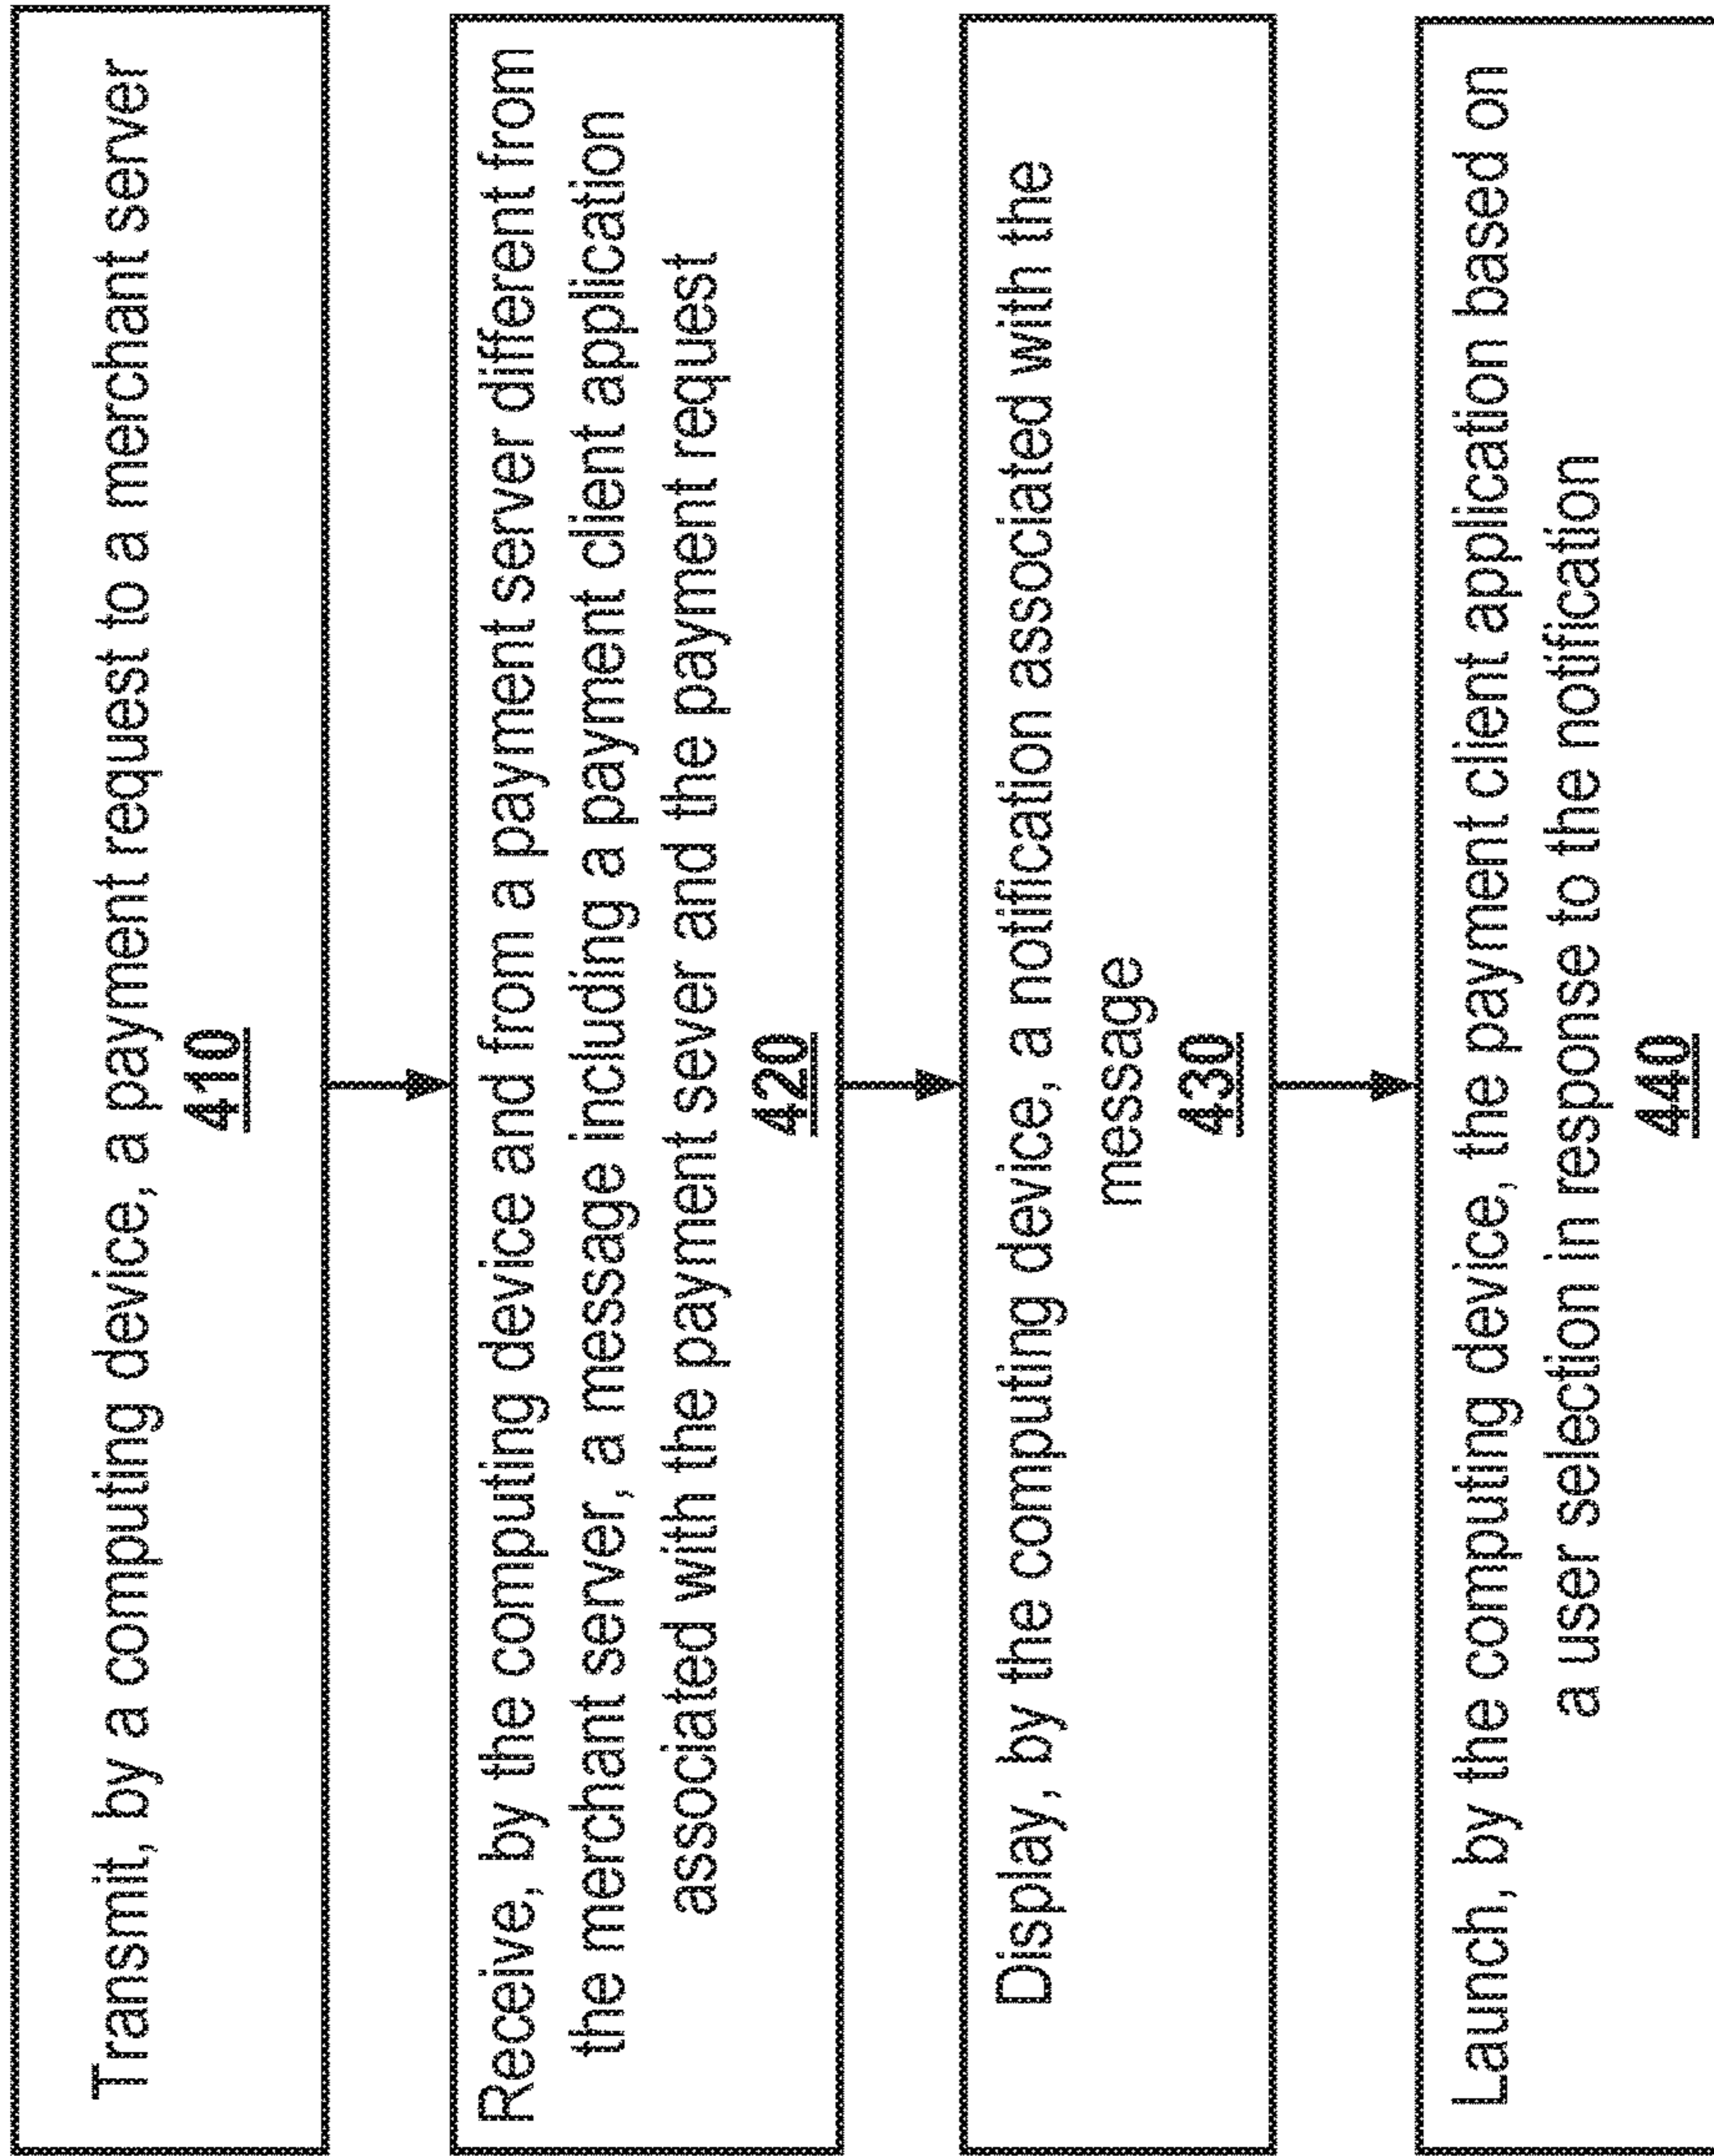 Transmit, by a computing device, a payment request to a merchant server
410
Receive, by the computing device and from a payment server different from
the merchant server, a message including a payment client application
associated with the payment sever and the payment request
420
Display, by the computing device, a notification associated with the
message
430
Launch, by the computing device, the payment client application based on
a user selection in response to the notification
440